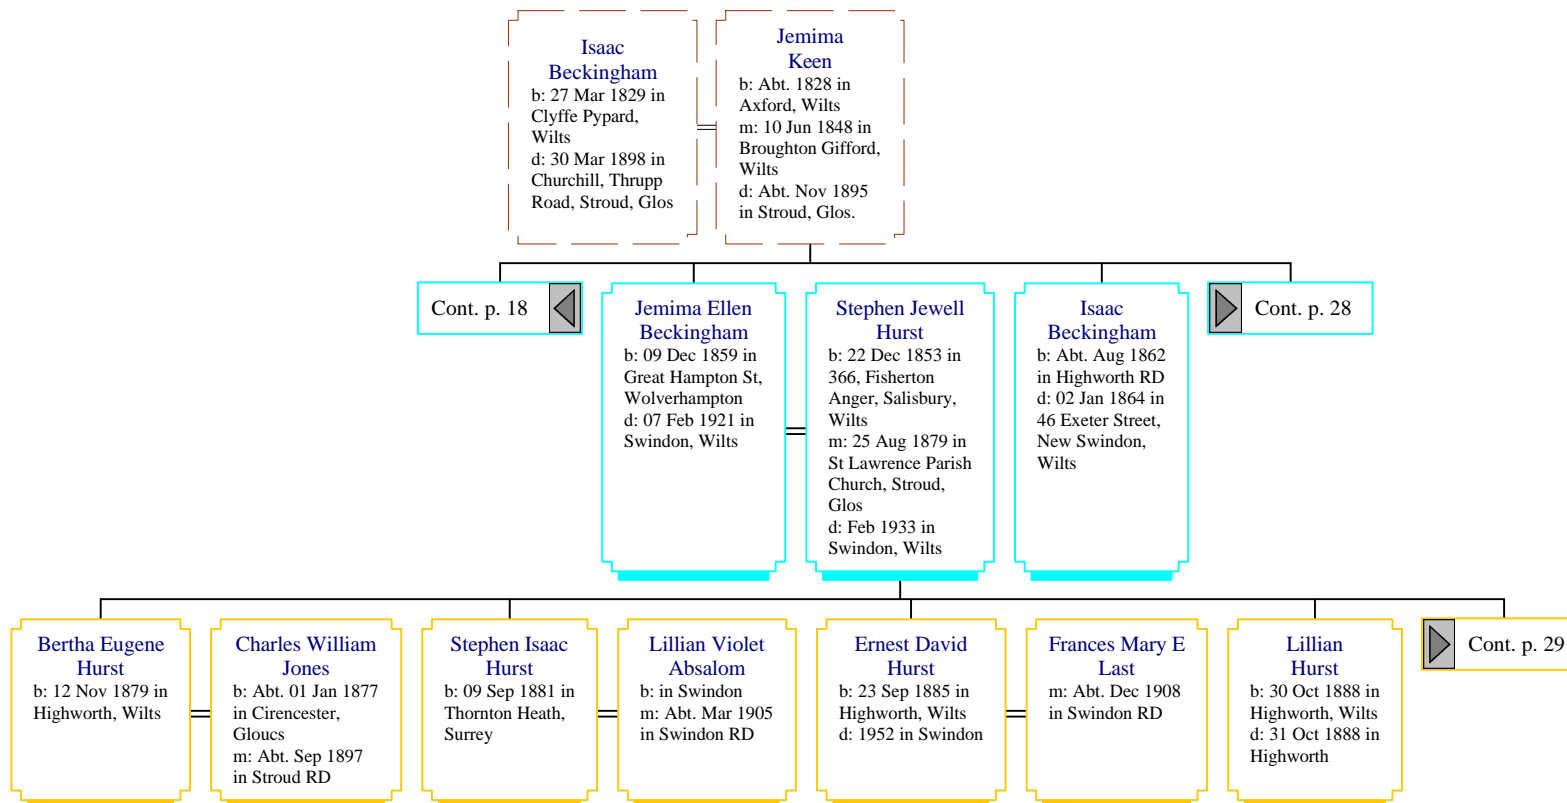 Isaac
Beckingham
b: 27 Mar 1829 in
Clyffe Pypard,
Wilts
d: 30 Mar 1898 in
Churchill, Thrupp
Road, Stroud, Glos
Jemima
Keen
b: Abt. 1828 in
Axford, Wilts
m: 10 Jun 1848 in
Broughton Gifford,
Wilts
d: Abt. Nov 1895
in Stroud, Glos.
Cont. p. 18
Jemima Ellen
Beckingham
b: 09 Dec 1859 in
Great Hampton St,
Wolverhampton
d: 07 Feb 1921 in
Swindon, Wilts
Stephen Jewell
Hurst
b: 22 Dec 1853 in
366, Fisherton
Anger, Salisbury,
Wilts
m: 25 Aug 1879 in
St Lawrence Parish
Church, Stroud,
Glos
d: Feb 1933 in
Swindon, Wilts
Isaac
Beckingham
b: Abt. Aug 1862
in Highworth RD
d: 02 Jan 1864 in
46 Exeter Street,
New Swindon,
Wilts
Cont. p. 28
Bertha Eugene
Hurst
b: 12 Nov 1879 in
Highworth, Wilts
Charles William
Jones
b: Abt. 01 Jan 1877
in Cirencester,
Gloucs
m: Abt. Sep 1897
in Stroud RD
Stephen Isaac
Hurst
b: 09 Sep 1881 in
Thornton Heath,
Surrey
Lillian Violet
Absalom
b: in Swindon
m: Abt. Mar 1905
in Swindon RD
Ernest David
Hurst
b: 23 Sep 1885 in
Highworth, Wilts
d: 1952 in Swindon
Frances Mary E
Last
m: Abt. Dec 1908
in Swindon RD
Lillian
Hurst
b: 30 Oct 1888 in
Highworth, Wilts
d: 31 Oct 1888 in
Highworth
Cont. p. 29